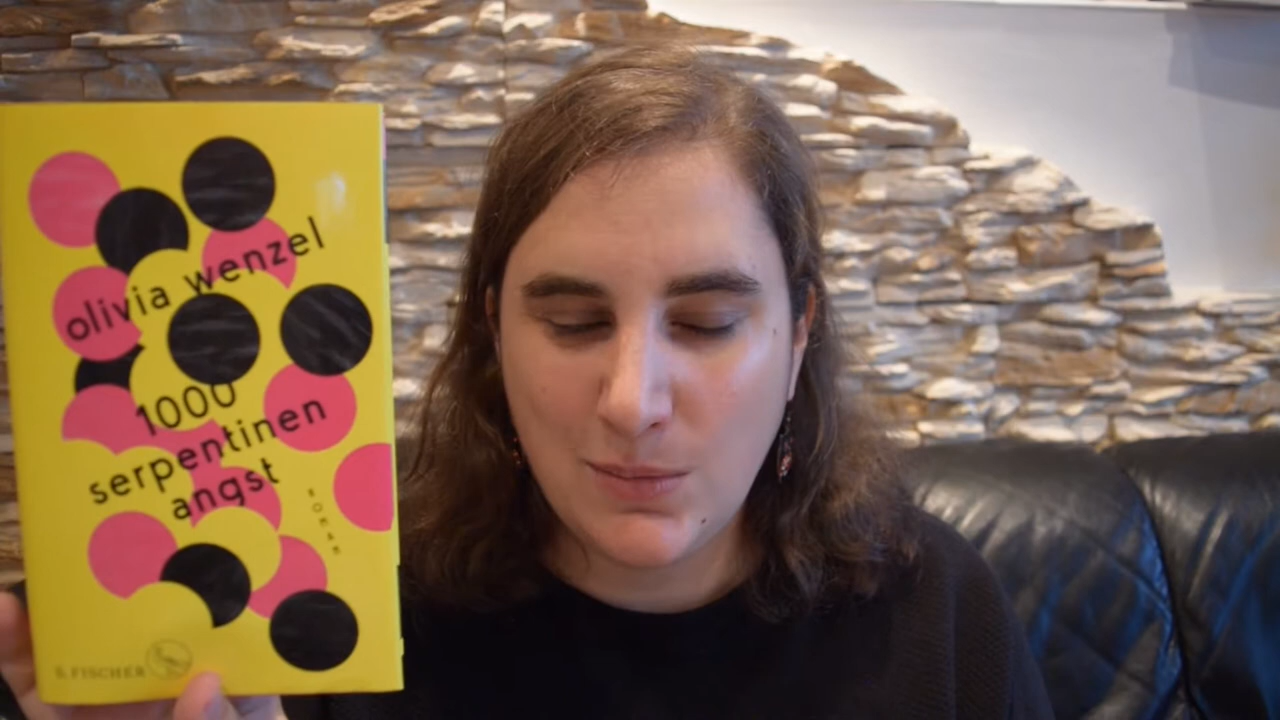 olivia wenzel
1000
serpentinen
angst
ROMAN
S. FISCHER